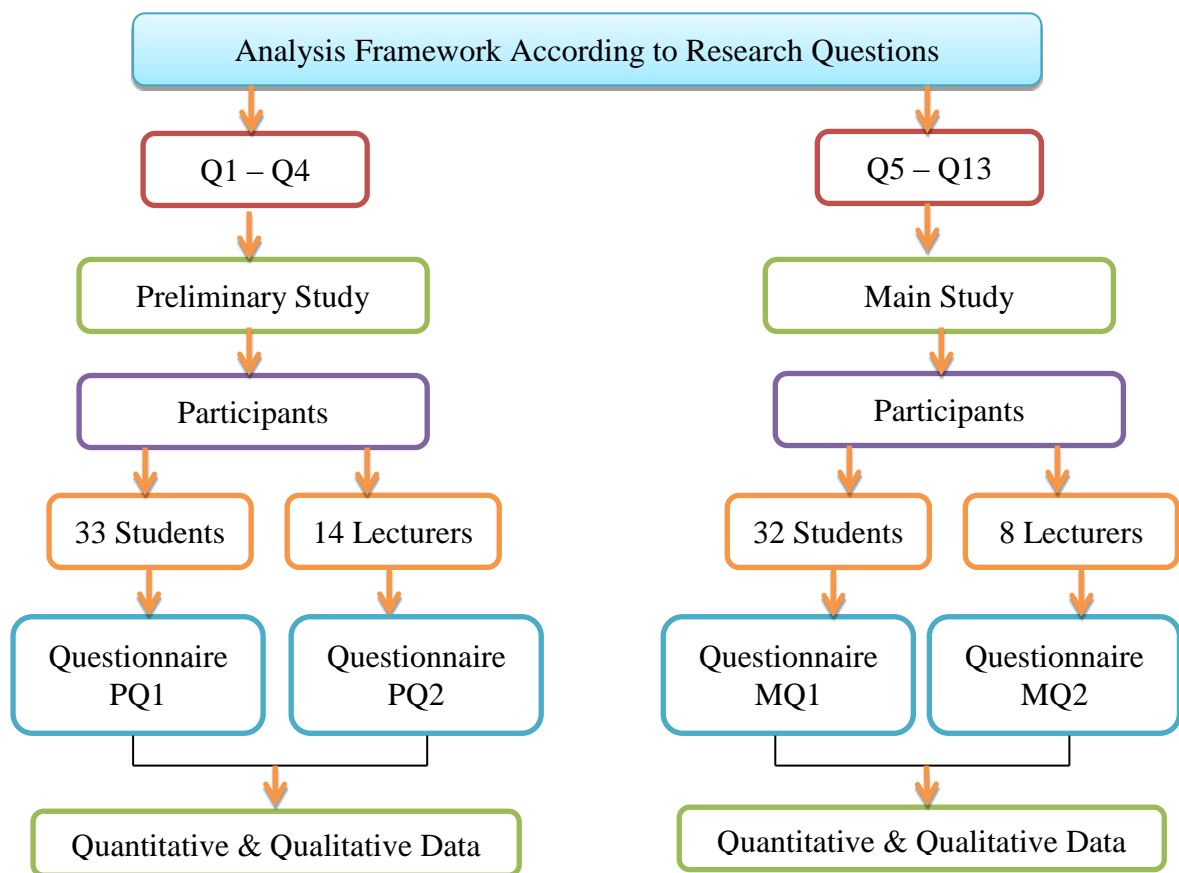 Analysis Framework According to Research Questions
Q1 – Q4
Q5 – Q13
Preliminary Study
Main Study
Participants
Participants
33 Students
14 Lecturers
32 Students
8 Lecturers
Questionnaire
PQ1
Questionnaire
PQ2
Questionnaire
MQ1
Questionnaire
MQ2
Quantitative & Qualitative Data
Quantitative & Qualitative Data